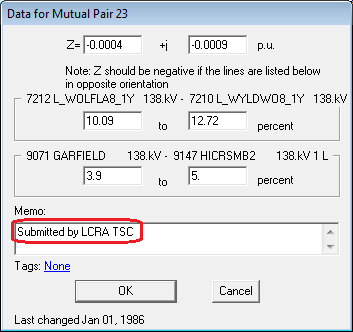 Data for Mutual Pair 23
Z= -0.0004 +j -0.0009 p.u.
Note: Z should be negative if the lines are listed below
in opposite orientation
7212 L_WOLFLA8_1Y 138.kV - 7210 L_WYLDWO8_1Y 138.kV
10.09 to 12.72 percent
9071 GARFIELD 138.kV - 9147 HICRSMB2 138.kV 1 L
3.9 to 5. percent
Memo:
Submitted by LCRA TSC
Tags: None
OK Cancel
Last changed Jan 01, 1986